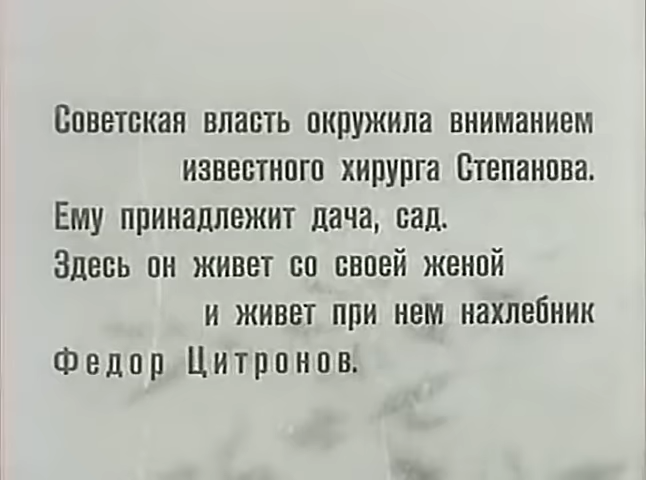 Советская власть окружила вниманием
известного хирурга Степанова.
Ему принадлежит дача, сад.
Здесь он живет со своей женой
и живет при нем нахлебник
Федор Цитронов.